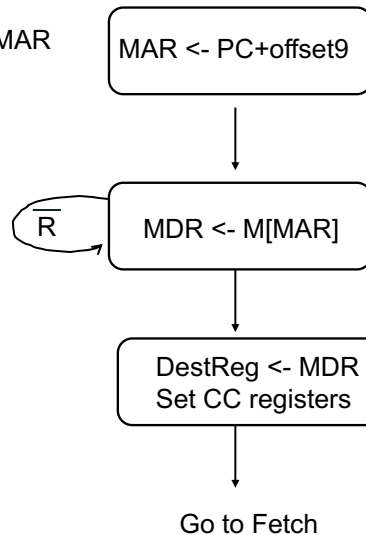 MAR
MAR <- PC+offset9
R̅
MDR <- M[MAR]
DestReg <- MDR
Set CC registers
Go to Fetch